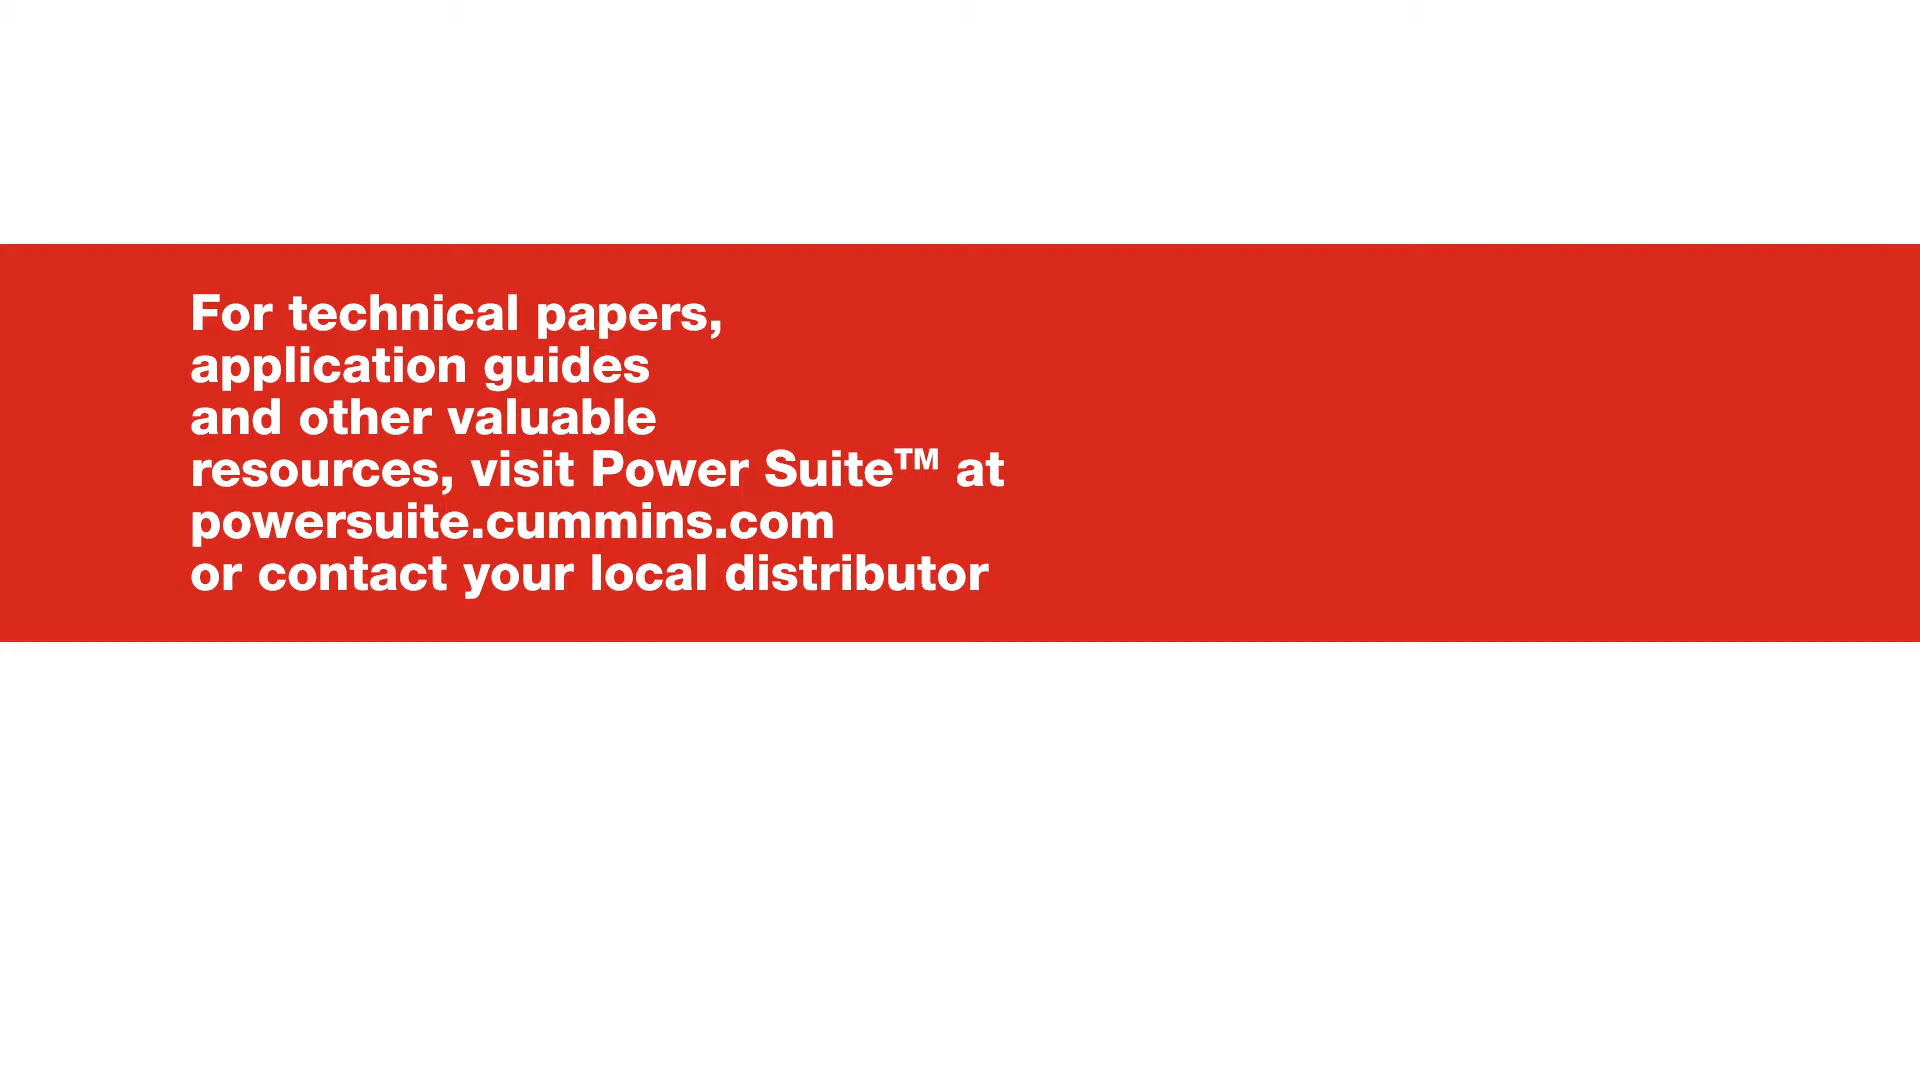 For technical papers,
application guides
and other valuable
resources, visit Power Suite™ at
powersuite.cummins.com
or contact your local distributor